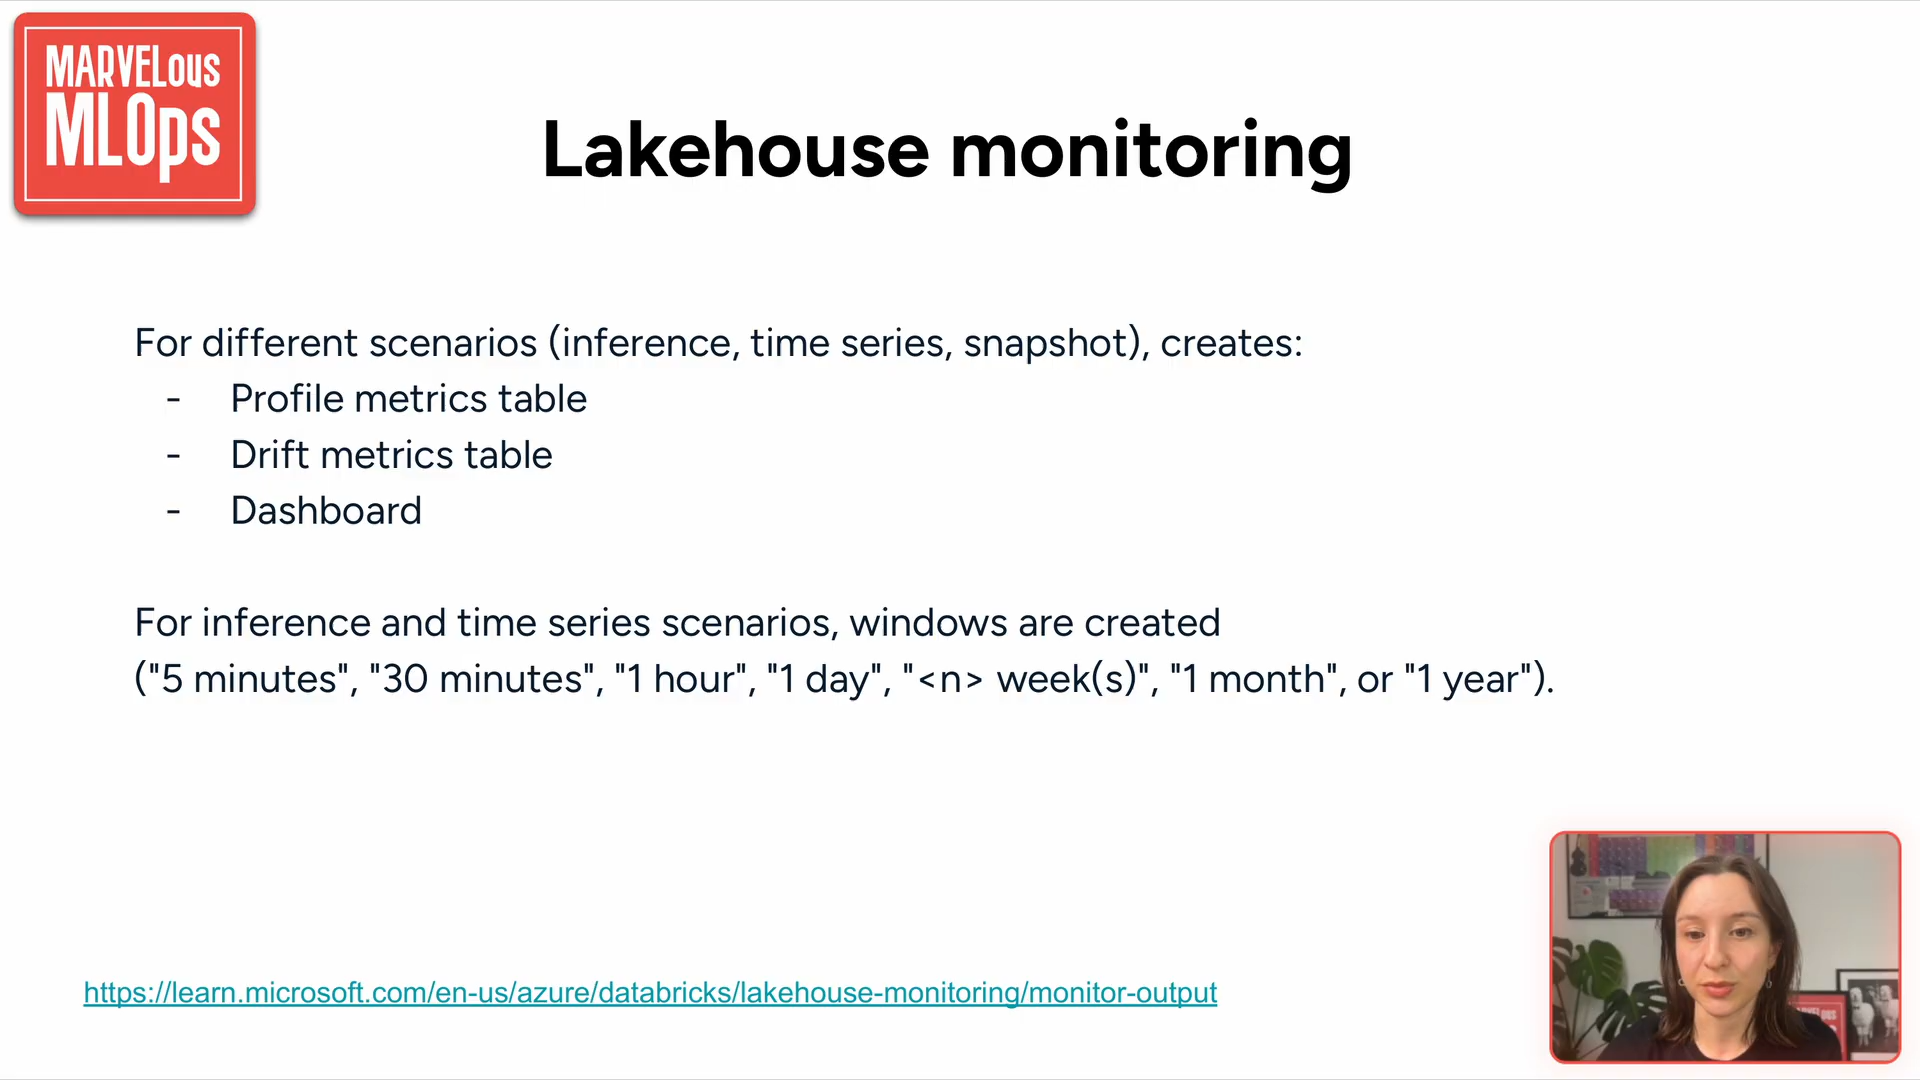 MARVELous
MLOps
Lakehouse monitoring
For different scenarios (inference, time series, snapshot), creates:
- Profile metrics table
- Drift metrics table
- Dashboard
For inference and time series scenarios, windows are created
("5 minutes", "30 minutes", "1 hour", "1 day", "<n> week(s)", "1 month", or "1 year").
https://learn.microsoft.com/en-us/azure/databricks/lakehouse-monitoring/monitor-output